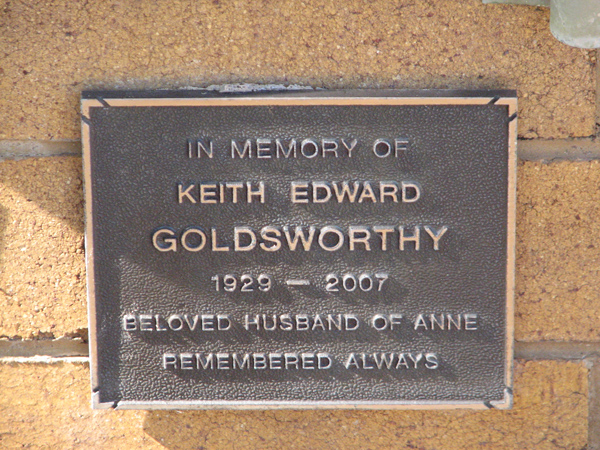 IN MEMORY OF
KEITH EDWARD
GOLDSWORTHY
1929 — 2007
BELOVED HUSBAND OF ANNE
REMEMBERED ALWAYS